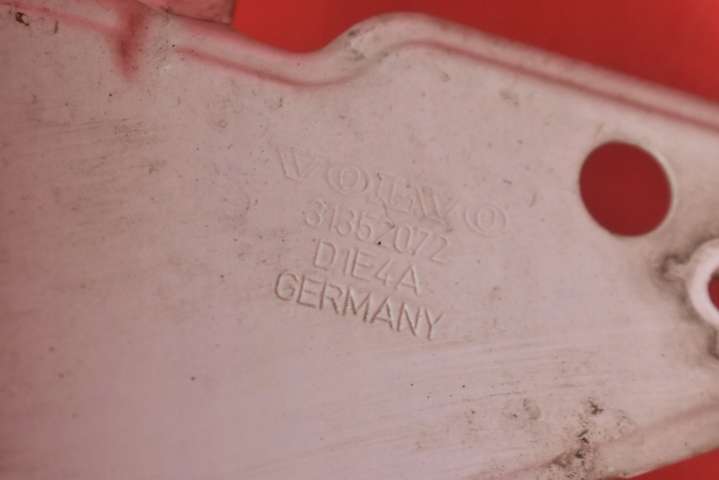 VOLVO
31357072
D1E4A
GERMANY